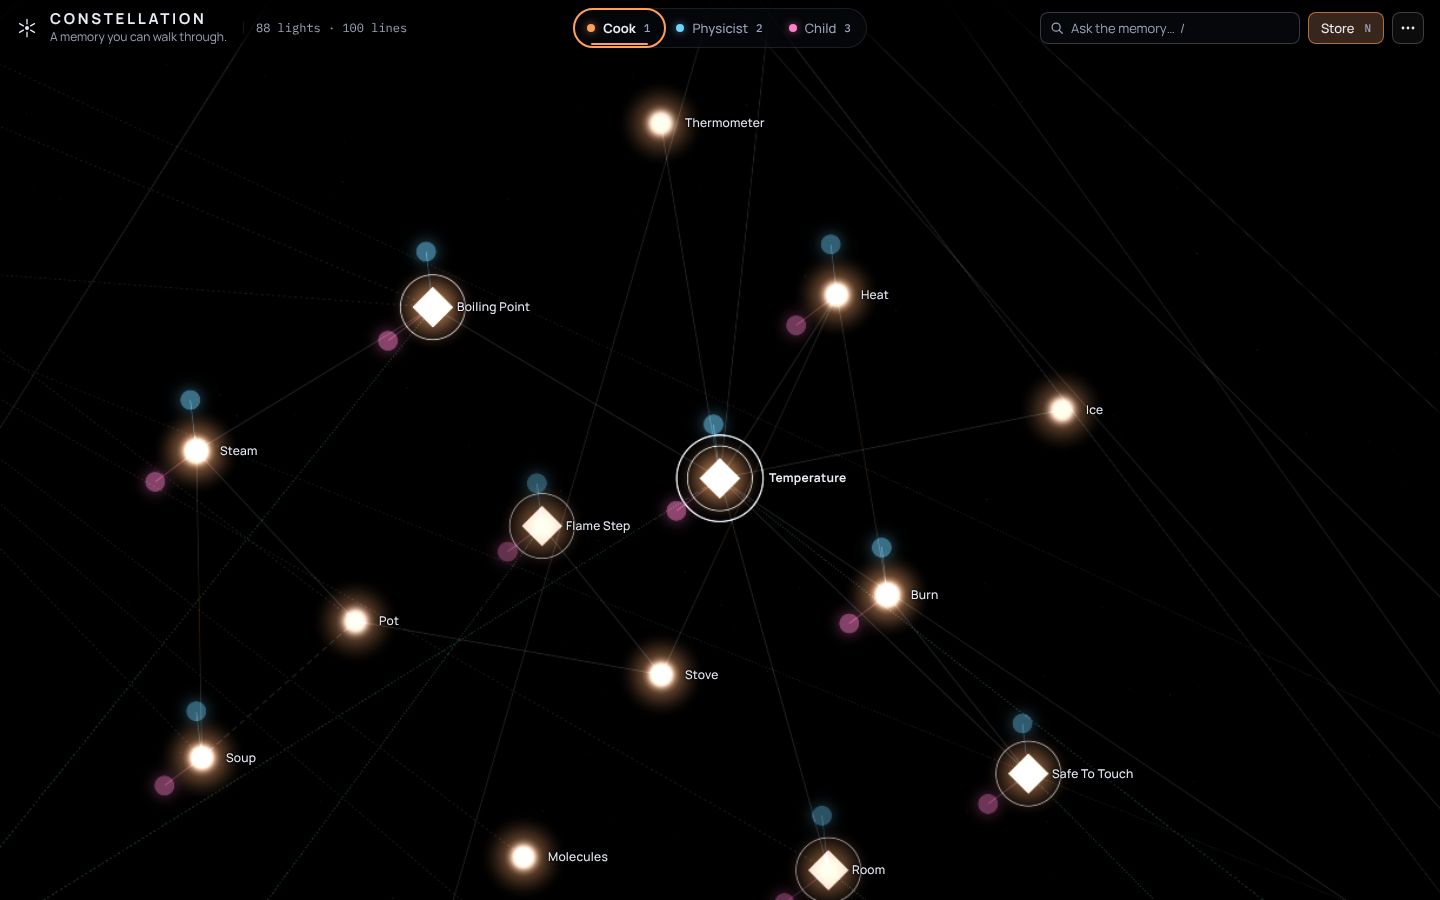 CONSTELLATION
A memory you can walk through.
88 lights · 100 lines
Cook 1
Physicist 2
Child 3
Ask the memory… /
Store N
Thermometer
Heat
Boiling Point
Ice
Steam
Temperature
Flame Step
Burn
Pot
Stove
Soup
Safe To Touch
Molecules
Room